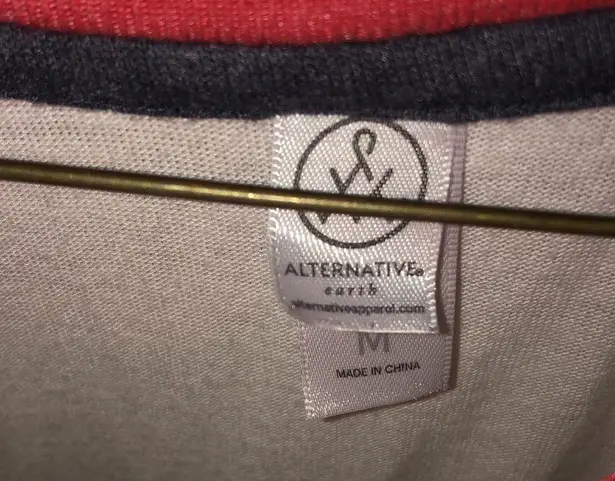 ALTERNATIVE®
earth
alternativeapparel.com
M
MADE IN CHINA